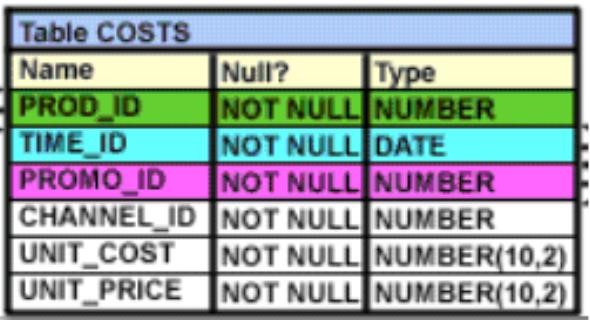 Table COSTS
Name Null? Type
PROD_ID NOT NULL NUMBER
TIME_ID NOT NULL DATE
PROMO_ID NOT NULL NUMBER
CHANNEL_ID NOT NULL NUMBER
UNIT_COST NOT NULL NUMBER(10,2)
UNIT_PRICE NOT NULL NUMBER(10,2)